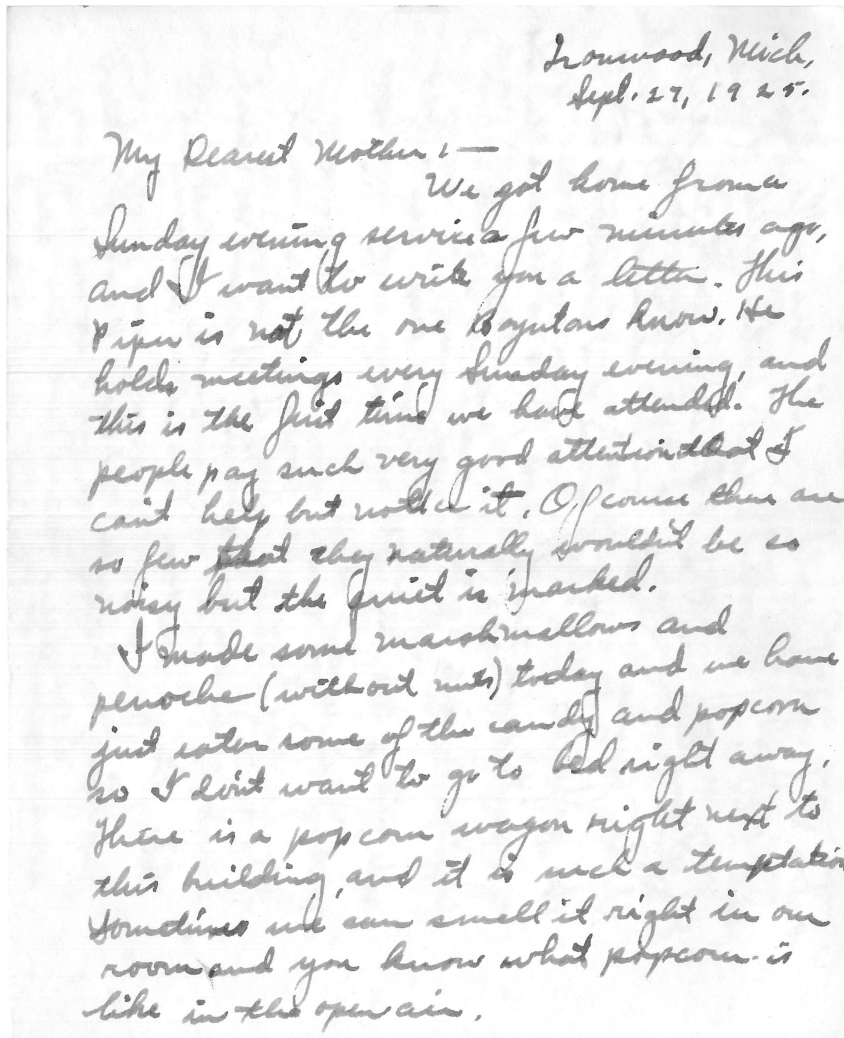 Ironwood, Mich,
Sept. 27, 1925.
My Dearest Mother:—
We got home from a
Sunday evening service a few minutes ago,
and I want to write you a letter. This
Piper is not the one Boyntons know. He
holds meetings every Sunday evening, and
this is the first time we have attended. The
people pay such very good attention that I
can't help but notice it. Of course there are
so few that they naturally wouldn't be so
noisy but the quiet is marked.
I made some marshmallows and
penoche (without nuts) today and we have
just eaten some of the candy and popcorn
so I don't want to go to bed right away.
There is a popcorn wagon right next to
this building, and it is such a temptation
Sometimes we can smell it right in our
room and you know what popcorn is
like in the open air.